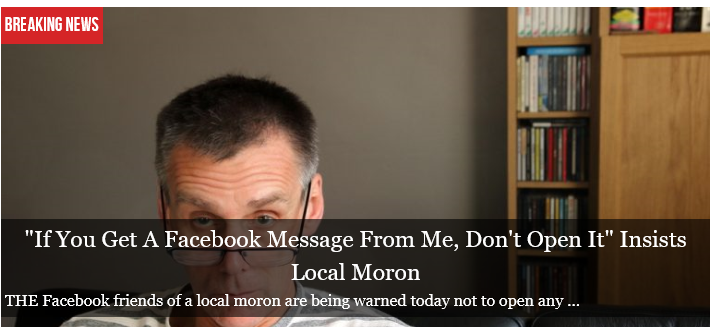 BREAKING NEWS
"If You Get A Facebook Message From Me, Don't Open It" Insists
Local Moron
THE Facebook friends of a local moron are being warned today not to open any ...